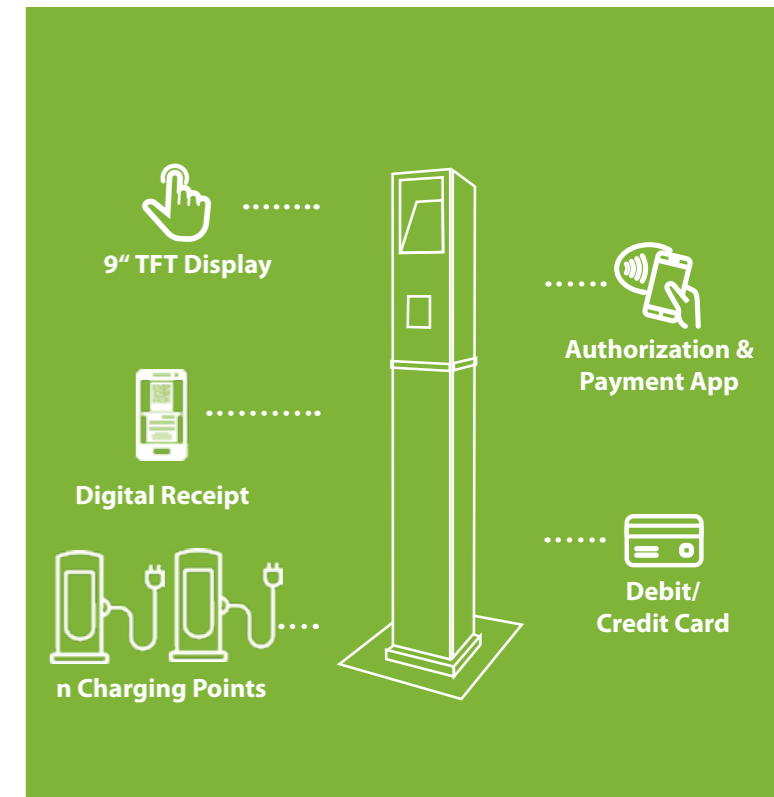 9“ TFT Display
Authorization &
Payment App
Digital Receipt
Debit/
Credit Card
n Charging Points